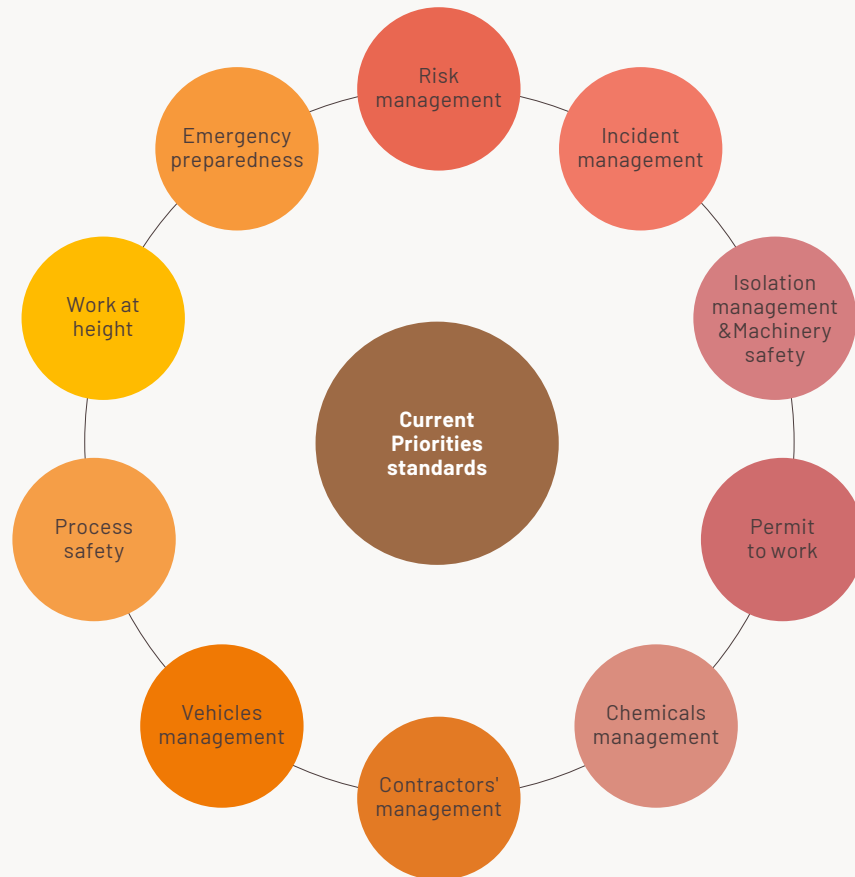 Risk
management
Incident
management
Isolation
management
&Machinery
safety
Permit
to work
Chemicals
management
Contractors'
management
Vehicles
management
Process
safety
Work at
height
Emergency
preparedness
Current
Priorities
standards